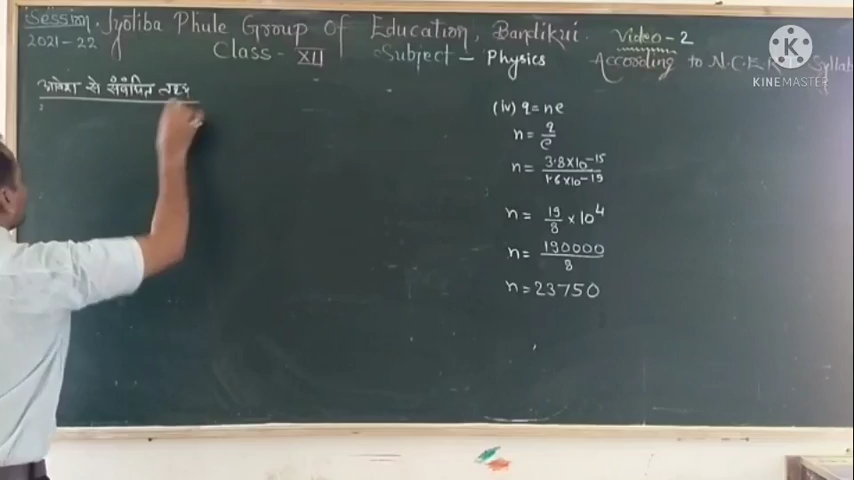 Session Jyotiba Phule Group Of Education, Bandikui Video - 2
2021-22 Class - XII Subject - Physics According to N.C.E.R.T Syllab
KINEMASTER
आवेश से संबंधित तथ्य
(iv) q = ne
n = q/e
n = 3.8×10⁻¹⁵/1.6×10⁻¹⁹
n = 19/8 × 10⁴
n = 190000/8
n = 23750